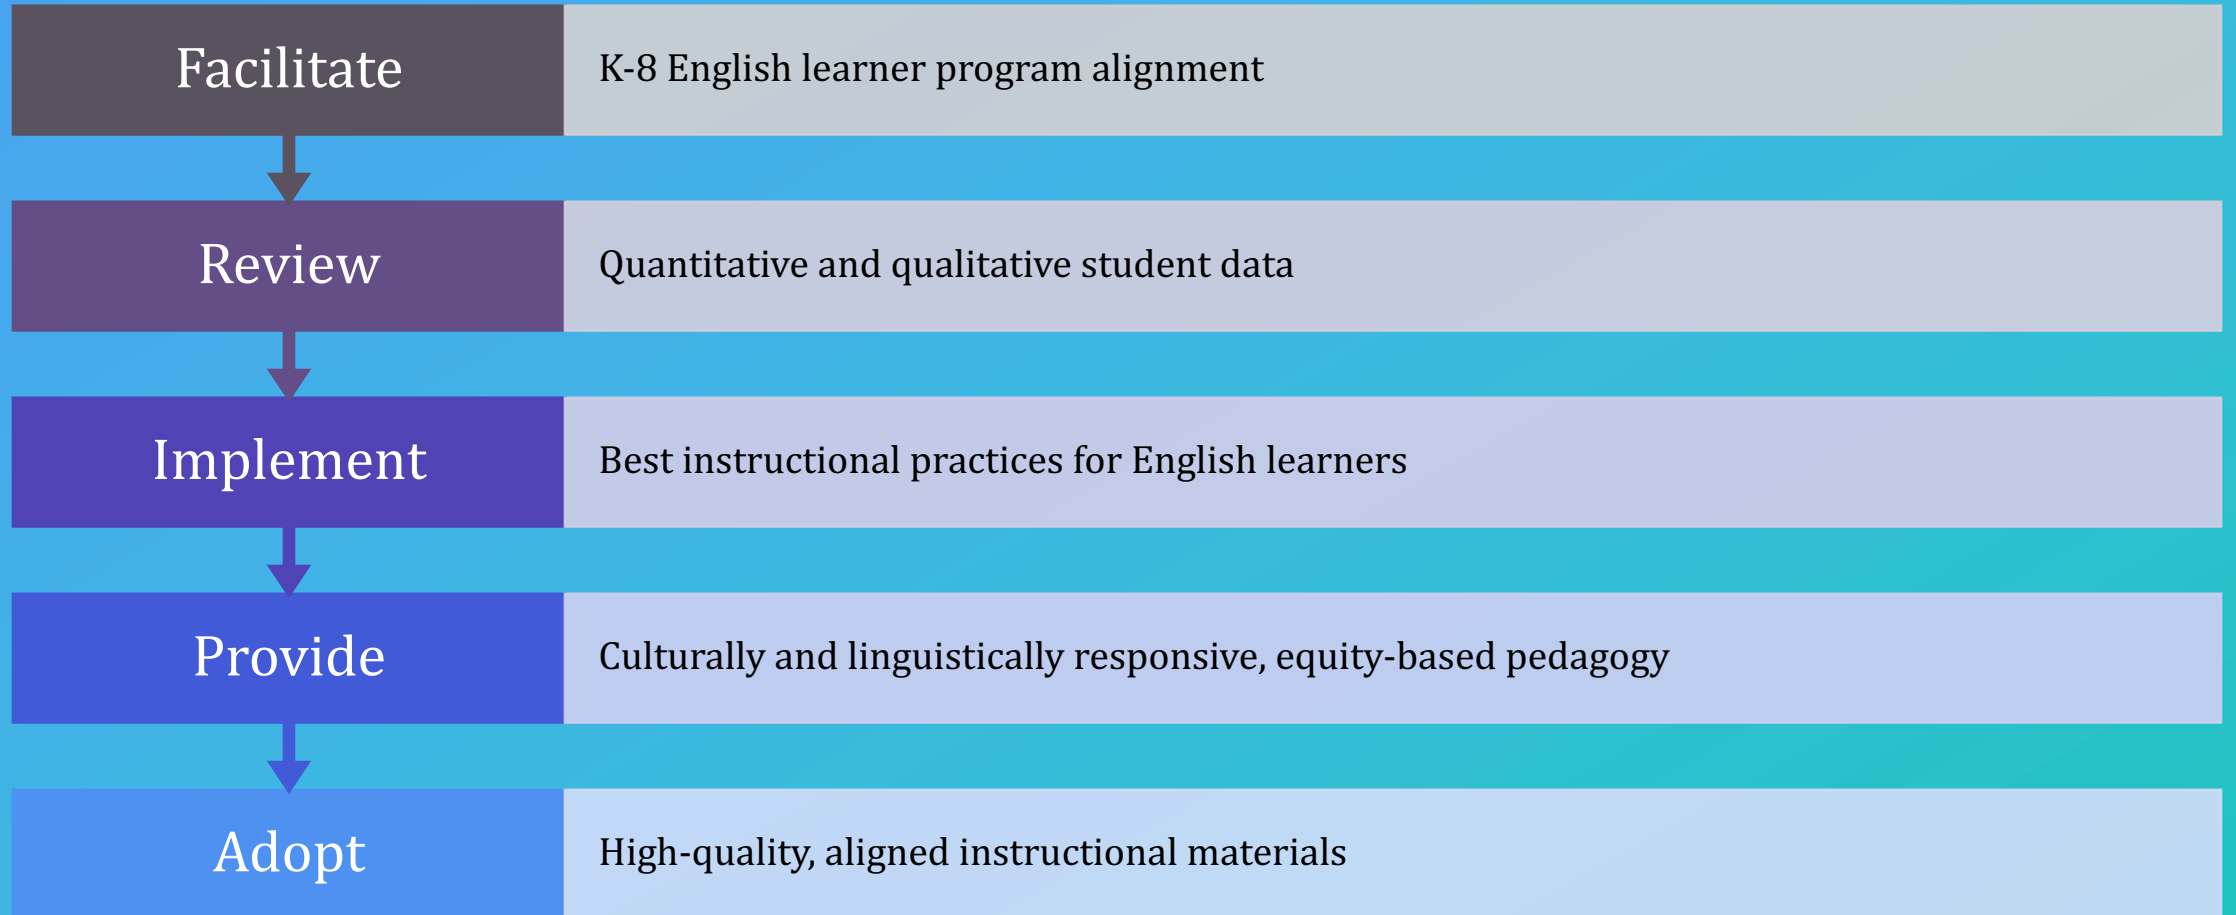 Facilitate
K-8 English learner program alignment
Review
Quantitative and qualitative student data
Implement
Best instructional practices for English learners
Provide
Culturally and linguistically responsive, equity-based pedagogy
Adopt
High-quality, aligned instructional materials